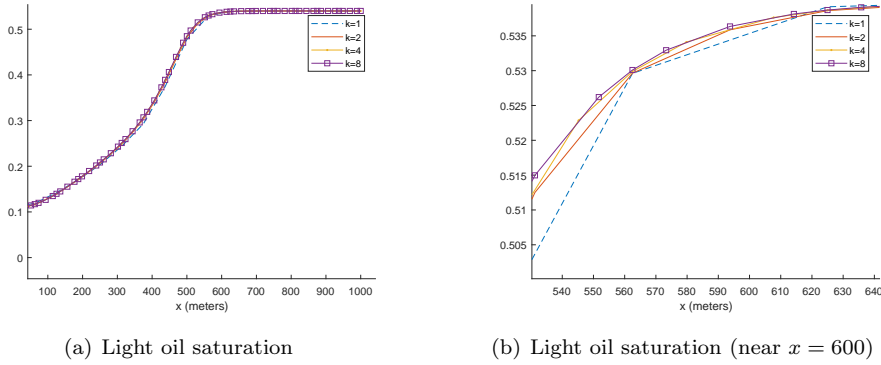 0.5
0.4
0.3
0.2
0.1
0
100 200 300 400 500 600 700 800 900 1000
x (meters)
k=1
k=2
k=4
k=8
(a) Light oil saturation
0.535
0.53
0.525
0.52
0.515
0.51
0.505
540 550 560 570 580 590 600 610 620 630 640
x (meters)
k=1
k=2
k=4
k=8
(b) Light oil saturation (near x = 600)